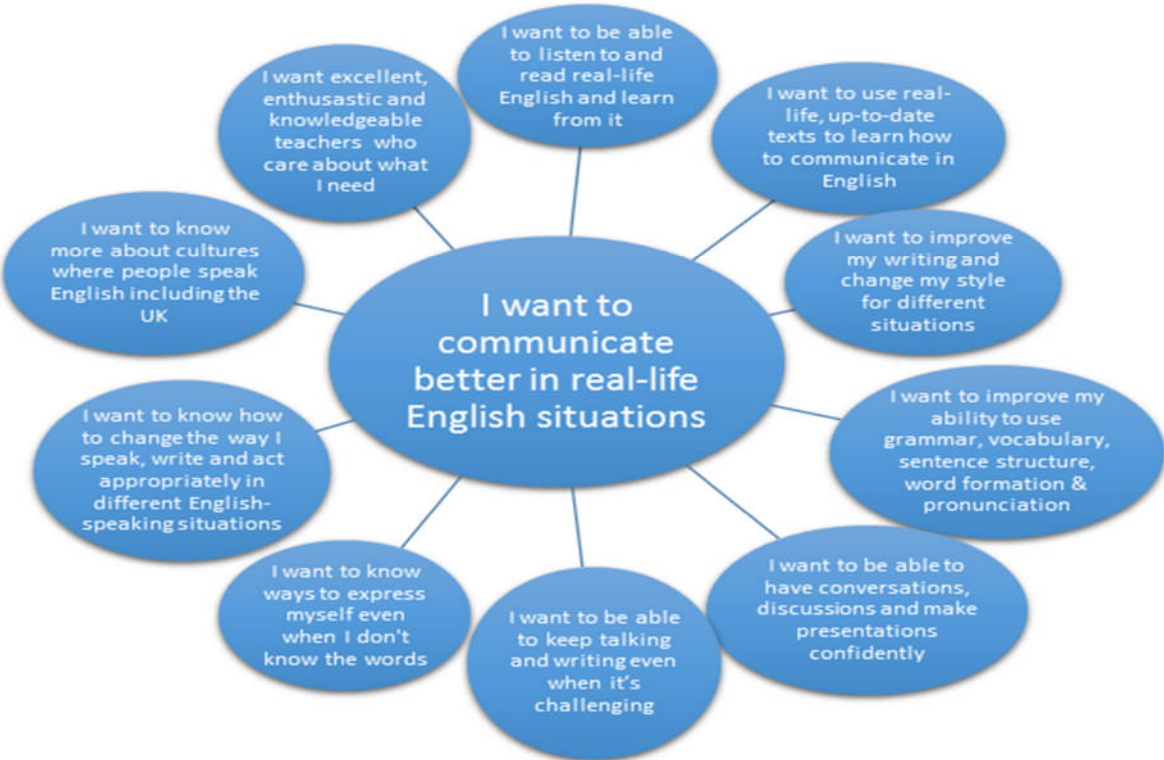 I want to be able
to listen to and
read real-life
English and learn
from it
I want to use real-
life, up-to-date
texts to learn how
to communicate in
English
I want to improve
my writing and
change my style
for different
situations
I want to improve my
ability to use
grammar, vocabulary,
sentence structure,
word formation &
pronunciation
I want to be able to
have conversations,
discussions and make
presentations
confidently
I want to be able
to keep talking
and writing even
when it's
challenging
I want to know
ways to express
myself even
when I don't
know the words
I want to know how
to change the way I
speak, write and act
appropriately in
different English-
speaking situations
I want to know
more about cultures
where people speak
English including the
UK
I want excellent,
enthusastic and
knowledgeable
teachers who
care about what
I need
I want to
communicate
better in real-life
English situations